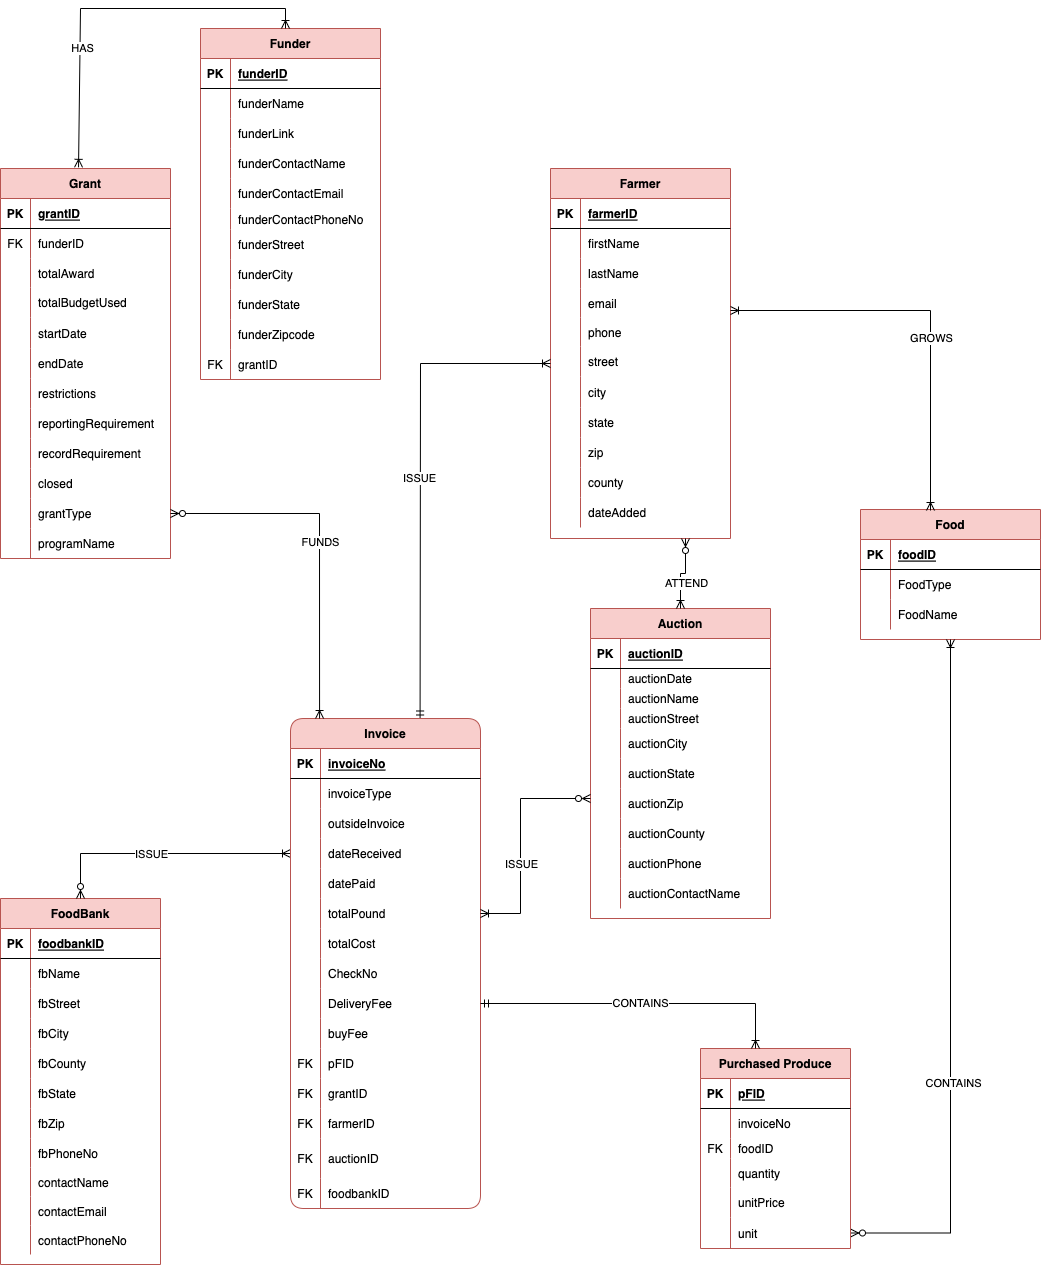 HAS
Funder
PK funderID
funderName
funderLink
funderContactName
funderContactEmail
funderContactPhoneNo
funderStreet
funderCity
funderState
funderZipcode
FK grantID
Grant
PK grantID
FK funderID
totalAward
totalBudgetUsed
startDate
endDate
restrictions
reportingRequirement
recordRequirement
closed
grantType
programName
FUNDS
ISSUE
Farmer
PK farmerID
firstName
lastName
email
phone
street
city
state
zip
county
dateAdded
GROWS
Food
PK foodID
FoodType
FoodName
ATTEND
Auction
PK auctionID
auctionDate
auctionName
auctionStreet
auctionCity
auctionState
auctionZip
auctionCounty
auctionPhone
auctionContactName
Invoice
PK invoiceNo
invoiceType
outsideInvoice
dateReceived
datePaid
totalPound
totalCost
CheckNo
DeliveryFee
buyFee
FK pFID
FK grantID
FK farmerID
FK auctionID
FK foodbankID
ISSUE
ISSUE
FoodBank
PK foodbankID
fbName
fbStreet
fbCity
fbCounty
fbState
fbZip
fbPhoneNo
contactName
contactEmail
contactPhoneNo
CONTAINS
Purchased Produce
PK pFID
invoiceNo
FK foodID
quantity
unitPrice
unit
CONTAINS